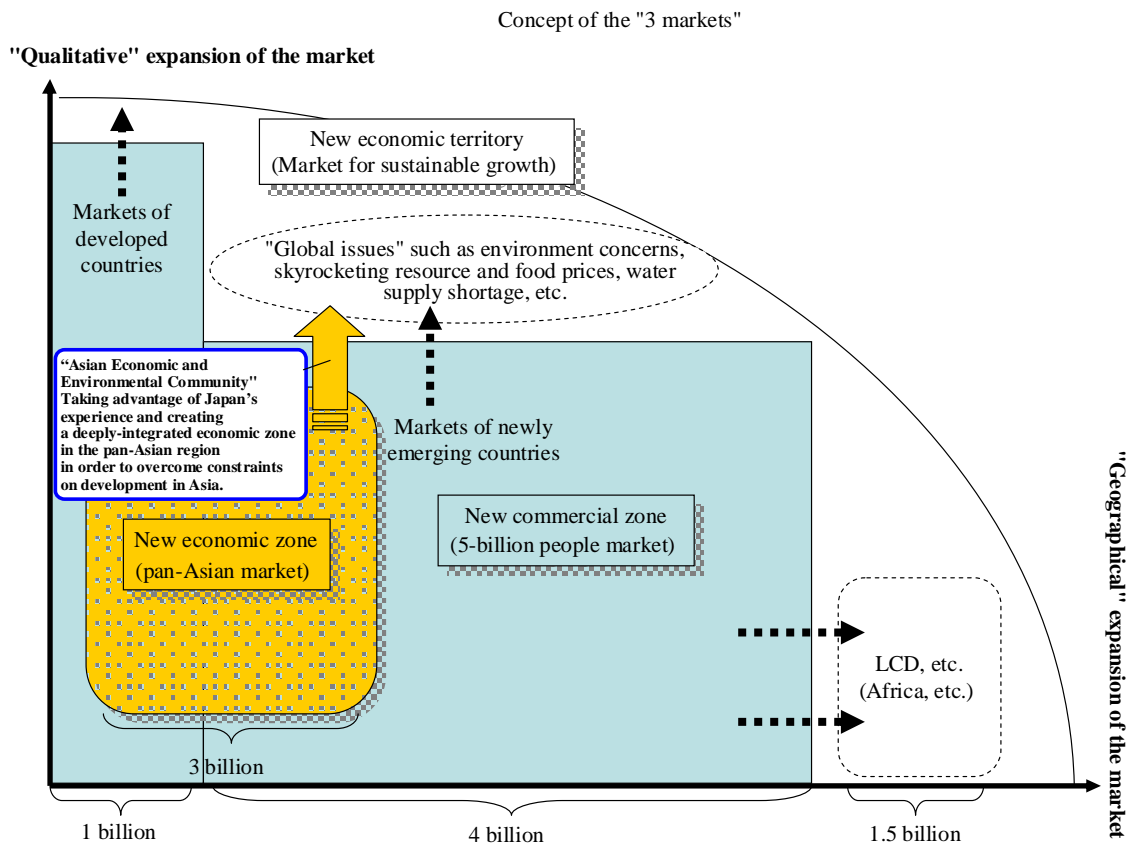 Concept of the "3 markets"
"Qualitative" expansion of the market
New economic territory
(Market for sustainable growth)
Markets of
developed
countries
"Global issues" such as environment concerns,
skyrocketing resource and food prices, water
supply shortage, etc.
“Asian Economic and
Environmental Community"
Taking advantage of Japan’s
experience and creating
a deeply-integrated economic zone
in the pan-Asian region
in order to overcome constraints
on development in Asia.
Markets of newly
emerging countries
New economic zone
(pan-Asian market)
New commercial zone
(5-billion people market)
LCD, etc.
(Africa, etc.)
"Geographical" expansion of the market
3 billion
1 billion
4 billion
1.5 billion